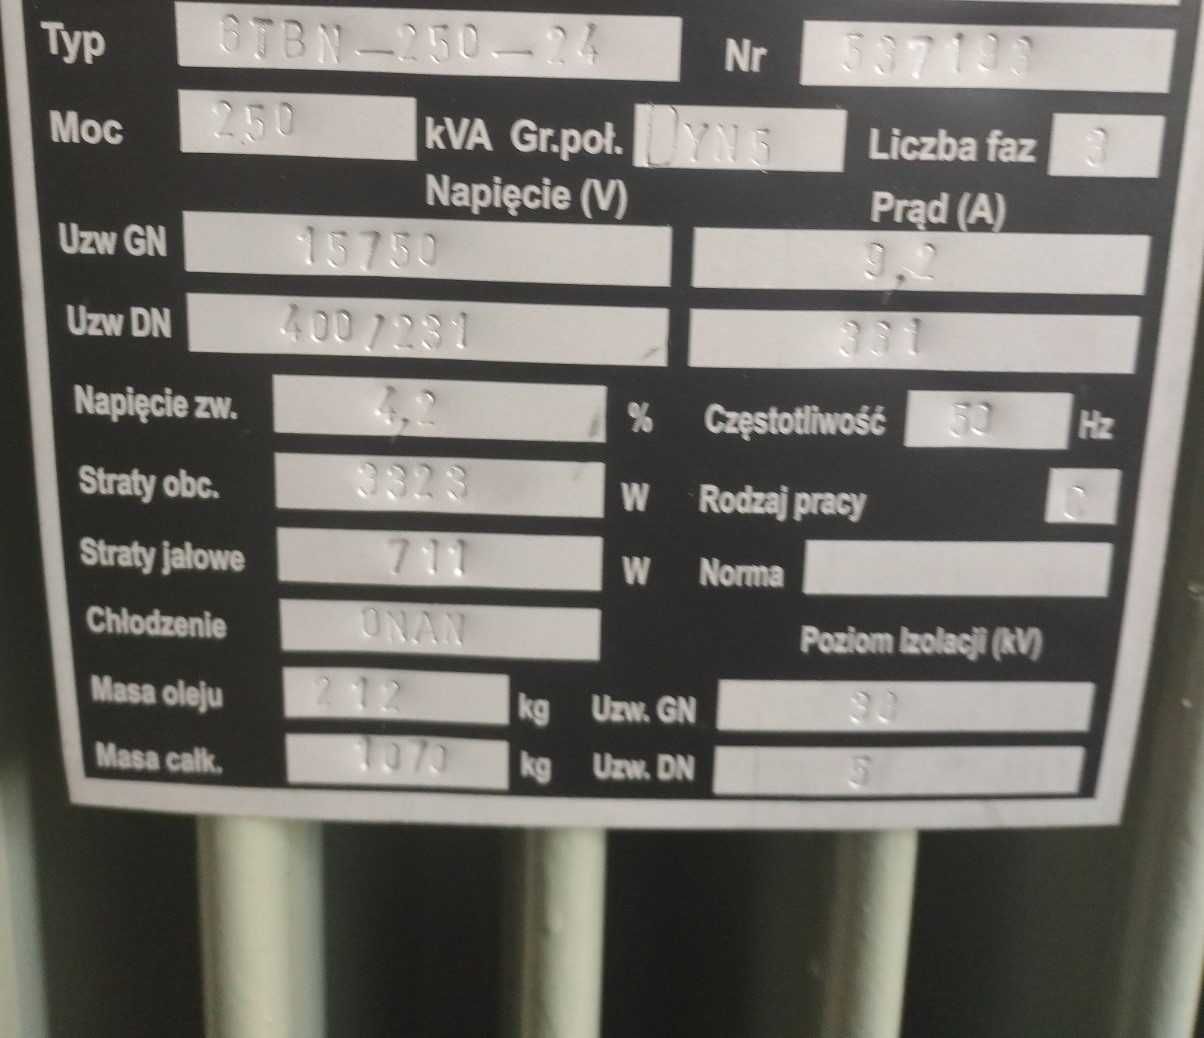 Typ 6TBN-250-24 Nr 537193
Moc 250 kVA Gr.poł. DYN5 Liczba faz 3
Napięcie (V) Prąd (A)
Uzw GN 15750 9,2
Uzw DN 400/231 331
Napięcie zw. 4,2 % Częstotliwość 50 Hz
Straty obc. 3323 W Rodzaj pracy C
Straty jałowe 711 W Norma
Chłodzenie ONAN Poziom izolacji (kV)
Masa oleju 212 kg Uzw. GN
Masa całk. 1070 kg Uzw. DN 5